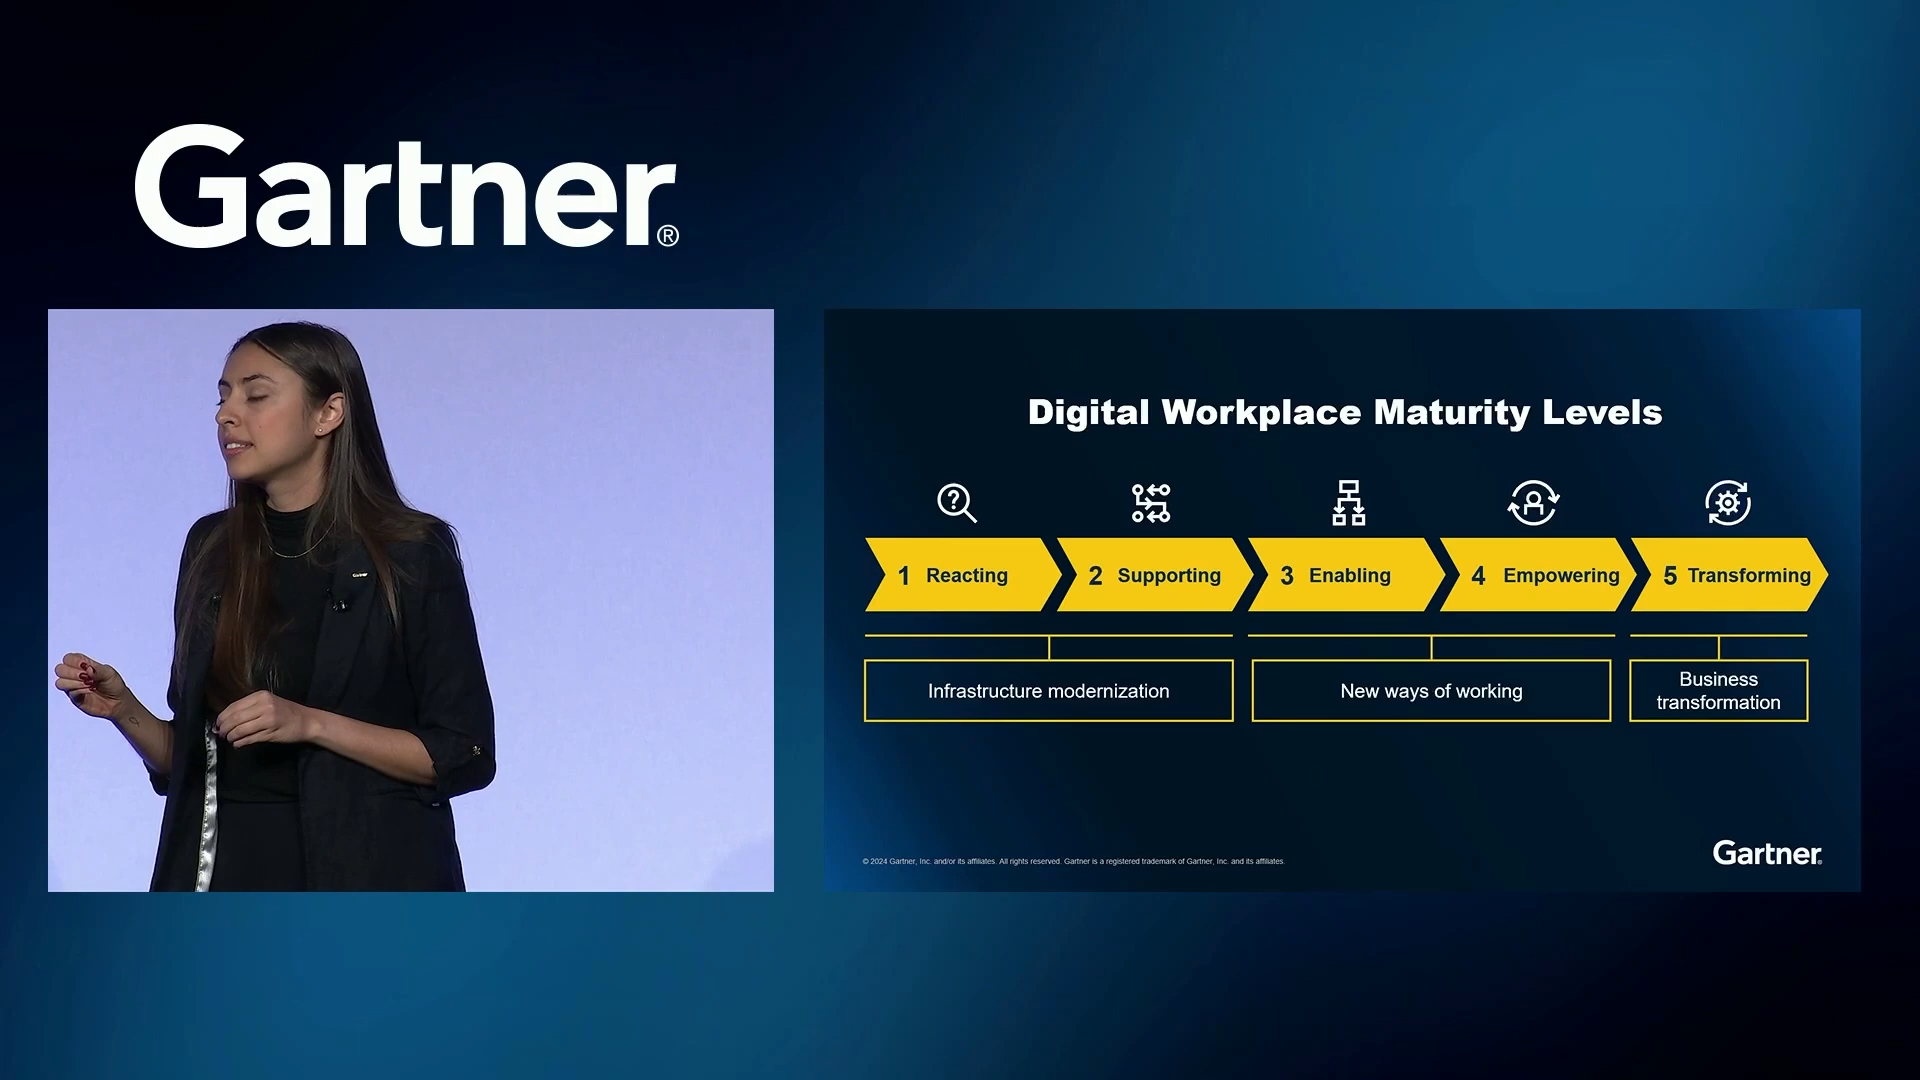 Gartner®
Digital Workplace Maturity Levels
1 Reacting
2 Supporting
3 Enabling
4 Empowering
5 Transforming
Infrastructure modernization
New ways of working
Business
transformation
© 2024 Gartner, Inc. and/or its affiliates. All rights reserved. Gartner is a registered trademark of Gartner, Inc. and its affiliates.
Gartner®
Gartner